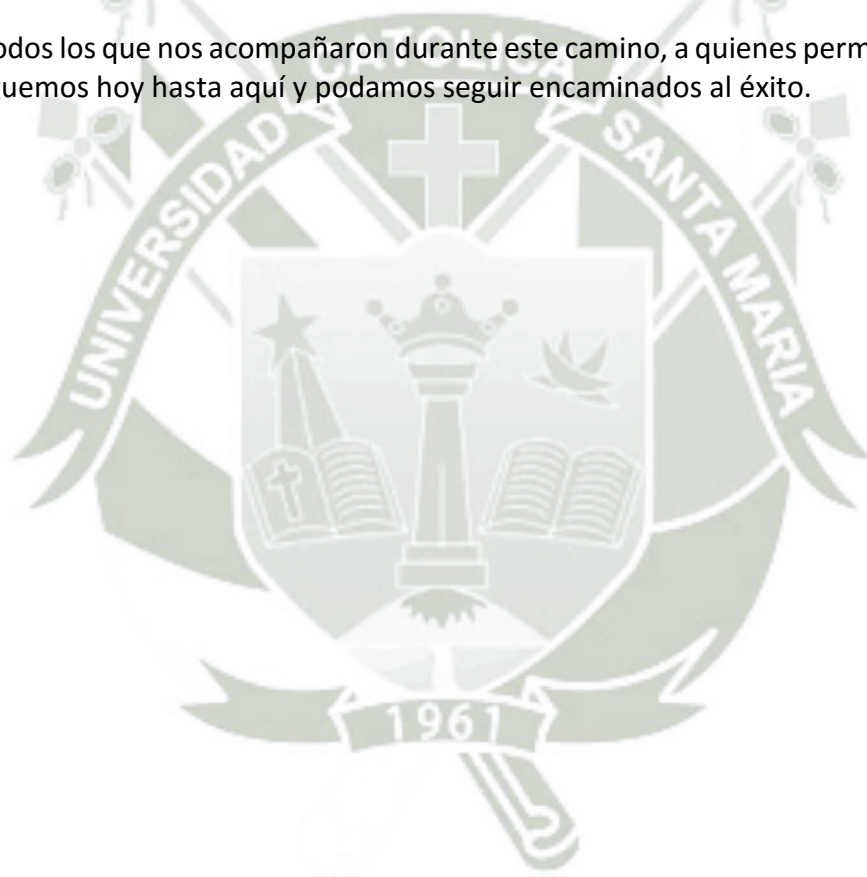 odos los que nos acompañaron durante este camino, a quienes perm
uemos hoy hasta aquí y podamos seguir encaminados al éxito.
CATOLICA
UNIVERSIDAD
SANTA MARIA
1961